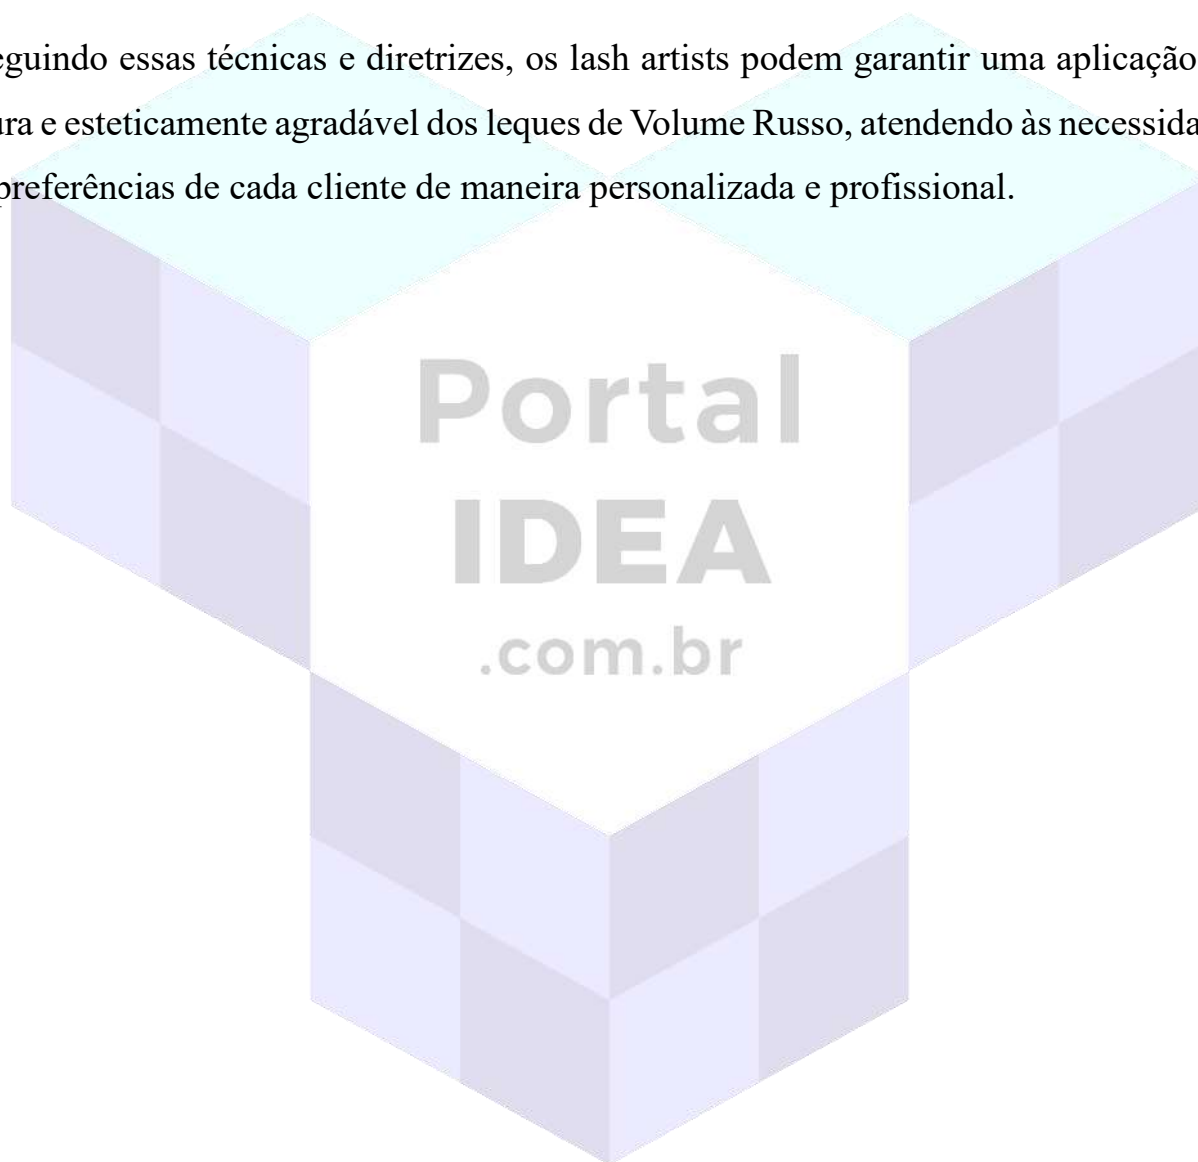 eguindo essas técnicas e diretrizes, os lash artists podem garantir uma aplicação
ura e esteticamente agradável dos leques de Volume Russo, atendendo às necessida
preferências de cada cliente de maneira personalizada e profissional.
Portal
IDEA
.com.br